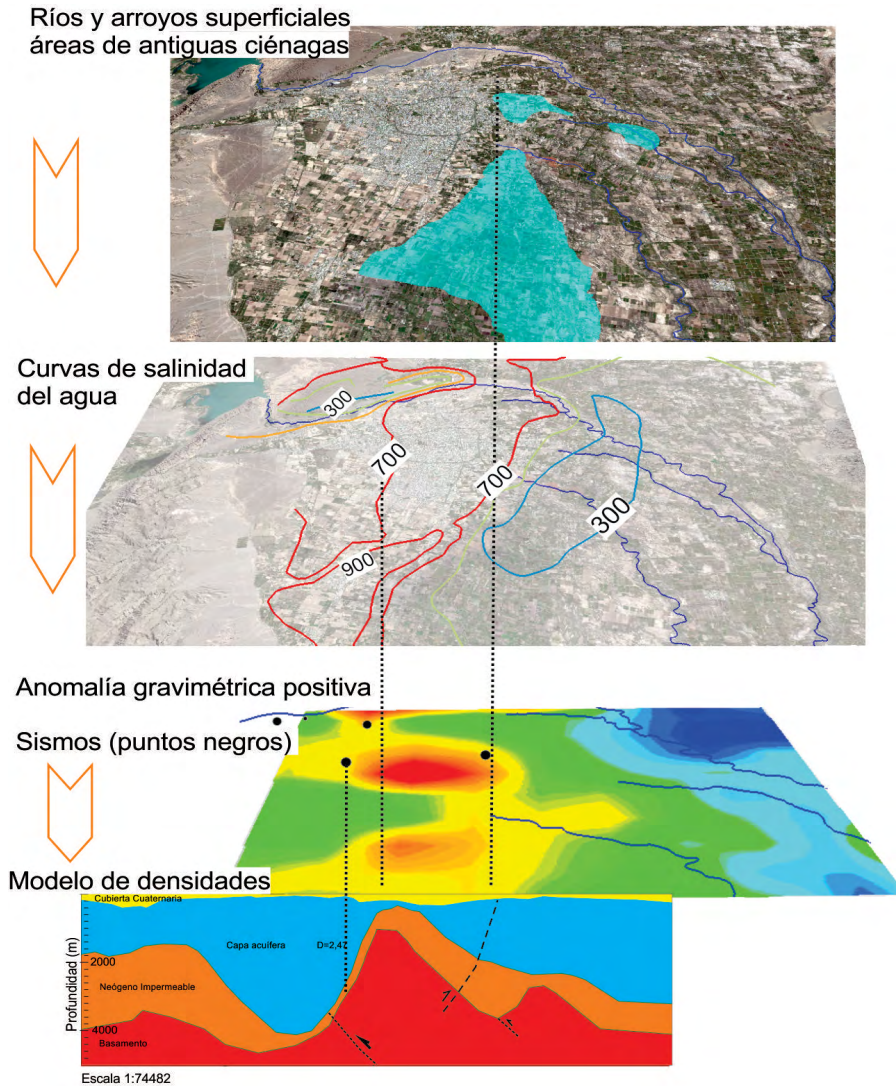 Ríos y arroyos superficiales
áreas de antiguas ciénagas
Curvas de salinidad
del agua
300
700
700
300
900
Anomalía gravimétrica positiva
Sismos (puntos negros)
Modelo de densidades
Cubierta Cuaternaria
Capa acuífera
D=2,47
Profundidad (m)
2000
Neógeno Impermeable
4000
Basamento
Escala 1:74482